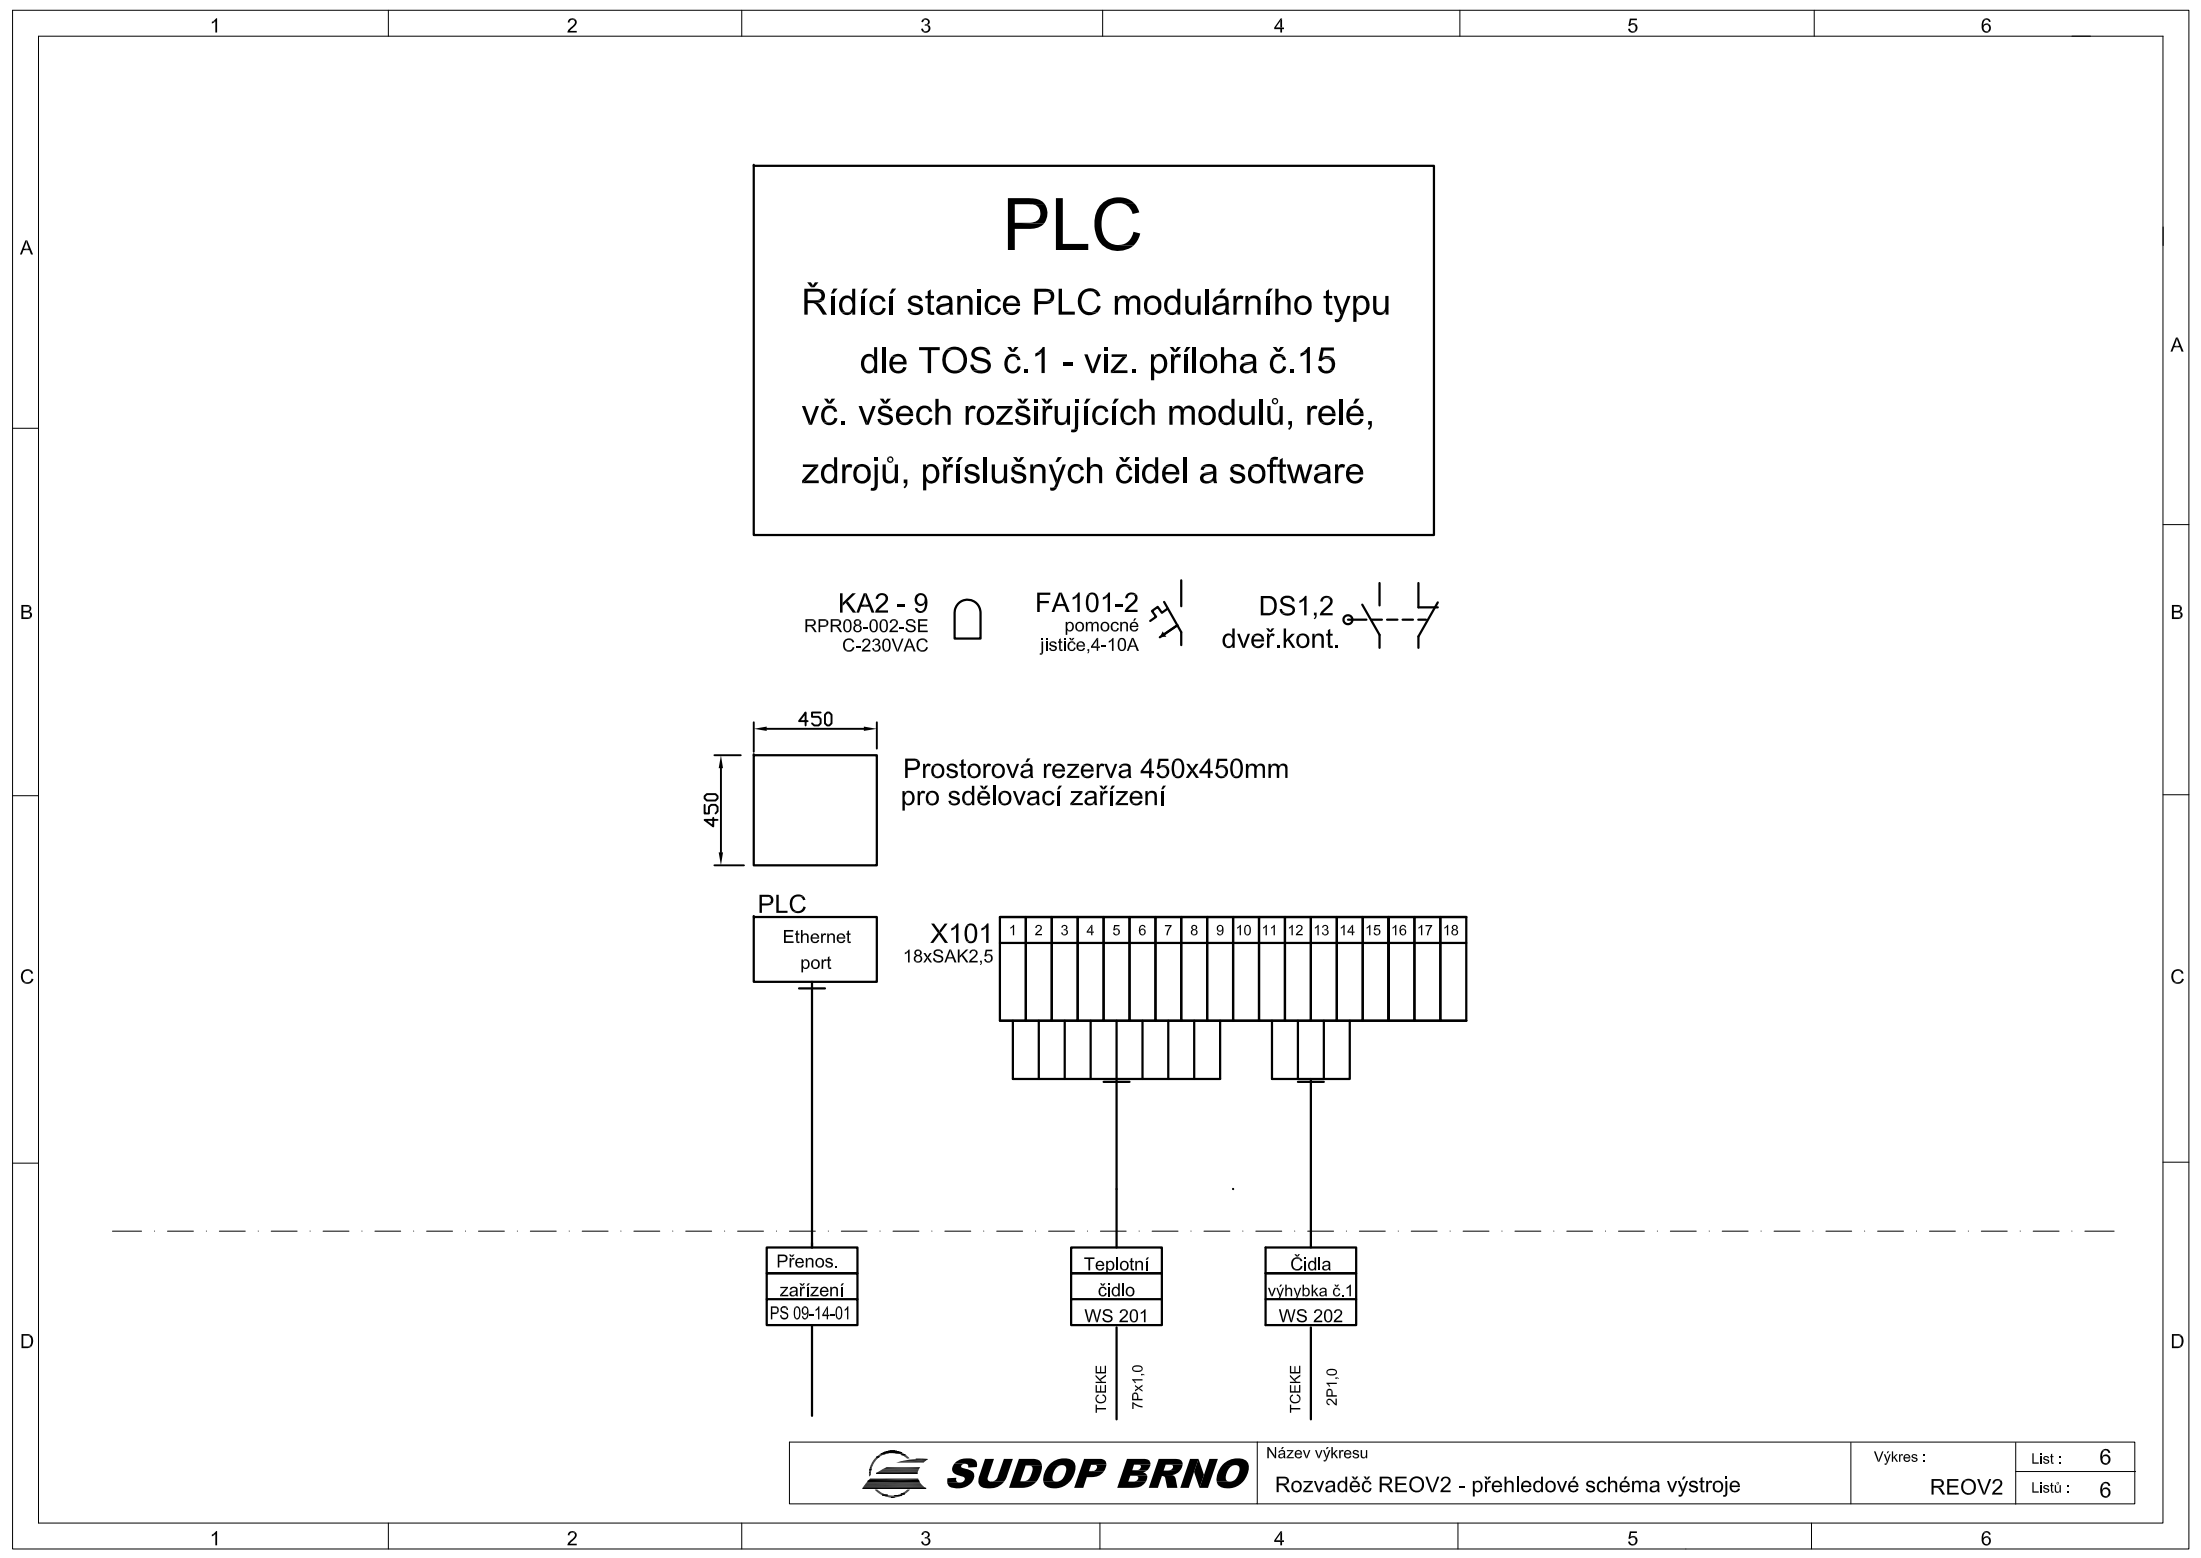 1 2 3 4 5 6
PLC
Řídící stanice PLC modulárního typu
dle TOS č.1 - viz. příloha č.15
vč. všech rozšiřujících modulů, relé,
zdrojů, příslušných čidel a software
A
A
KA2 - 9
RPR08-002-SE
C-230VAC
FA101-2
pomocné
jističe,4-10A
DS1,2
dveř.kont.
B
B
450
450
Prostorová rezerva 450x450mm
pro sdělovací zařízení
PLC
Ethernet
port
X101
18xSAK2,5
1 2 3 4 5 6 7 8 9 10 11 12 13 14 15 16 17 18
C
C
Přenos.
zařízení
PS 09-14-01
Teplotní
čidlo
WS 201
Čidla
výhybka č.1
WS 202
D
D
TCEKE
7Px1,0
TCEKE
2P1,0
SUDOP BRNO
Název výkresu
Rozvaděč REOV2 - přehledové schéma výstroje
Výkres :
REOV2
List : 6
Listů : 6
1 2 3 4 5 6